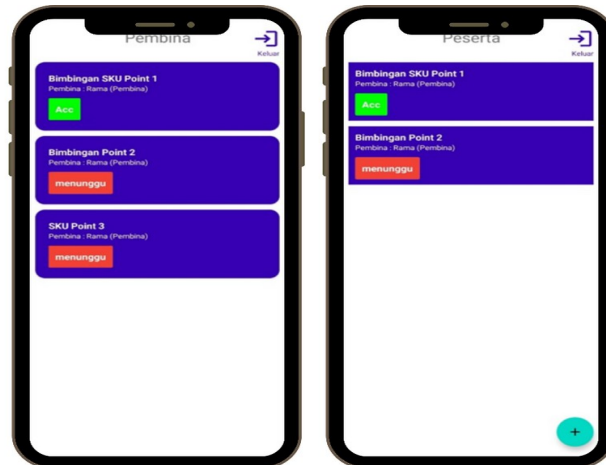 Pembina
Keluar
Bimbingan SKU Point 1
Pembina : Rama (Pembina)
Acc
Bimbingan Point 2
Pembina : Rama (Pembina)
menunggu
SKU Point 3
Pembina : Rama (Pembina)
menunggu
Peserta
Keluar
Bimbingan SKU Point 1
Pembina : Rama (Pembina)
Acc
Bimbingan Point 2
Pembina : Rama (Pembina)
menunggu
+